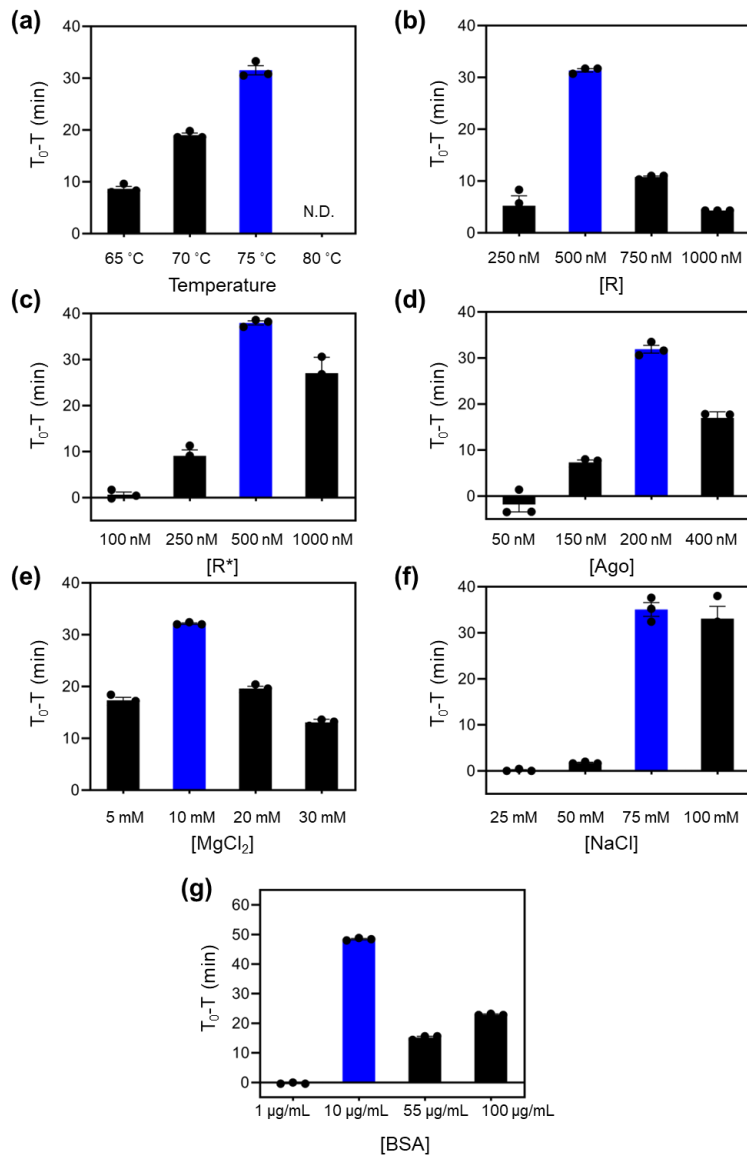 (a)
40
30
20
10
0
T₀-T (min)
N.D.
65 °C 70 °C 75 °C 80 °C
Temperature
(b)
40
30
20
10
0
T₀-T (min)
250 nM 500 nM 750 nM 1000 nM
[R]
(c)
40
30
20
10
0
T₀-T (min)
100 nM 250 nM 500 nM 1000 nM
[R*]
(d)
40
30
20
10
0
T₀-T (min)
50 nM 150 nM 200 nM 400 nM
[Ago]
(e)
40
30
20
10
0
T₀-T (min)
5 mM 10 mM 20 mM 30 mM
[MgCl₂]
(f)
40
30
20
10
0
T₀-T (min)
25 mM 50 mM 75 mM 100 mM
[NaCl]
(g)
60
50
40
30
20
10
0
T₀-T (min)
1 µg/mL 10 µg/mL 55 µg/mL 100 µg/mL
[BSA]